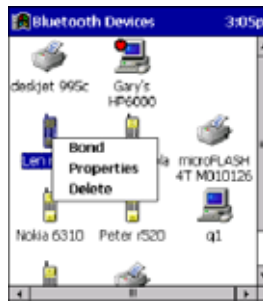 Bluetooth Devices 3:05p
deskjet 995c
Gary's
HP6000
Bond
Properties
Delete
microFLASH
4T M010126
Nokia 6310
Peter r520
q1